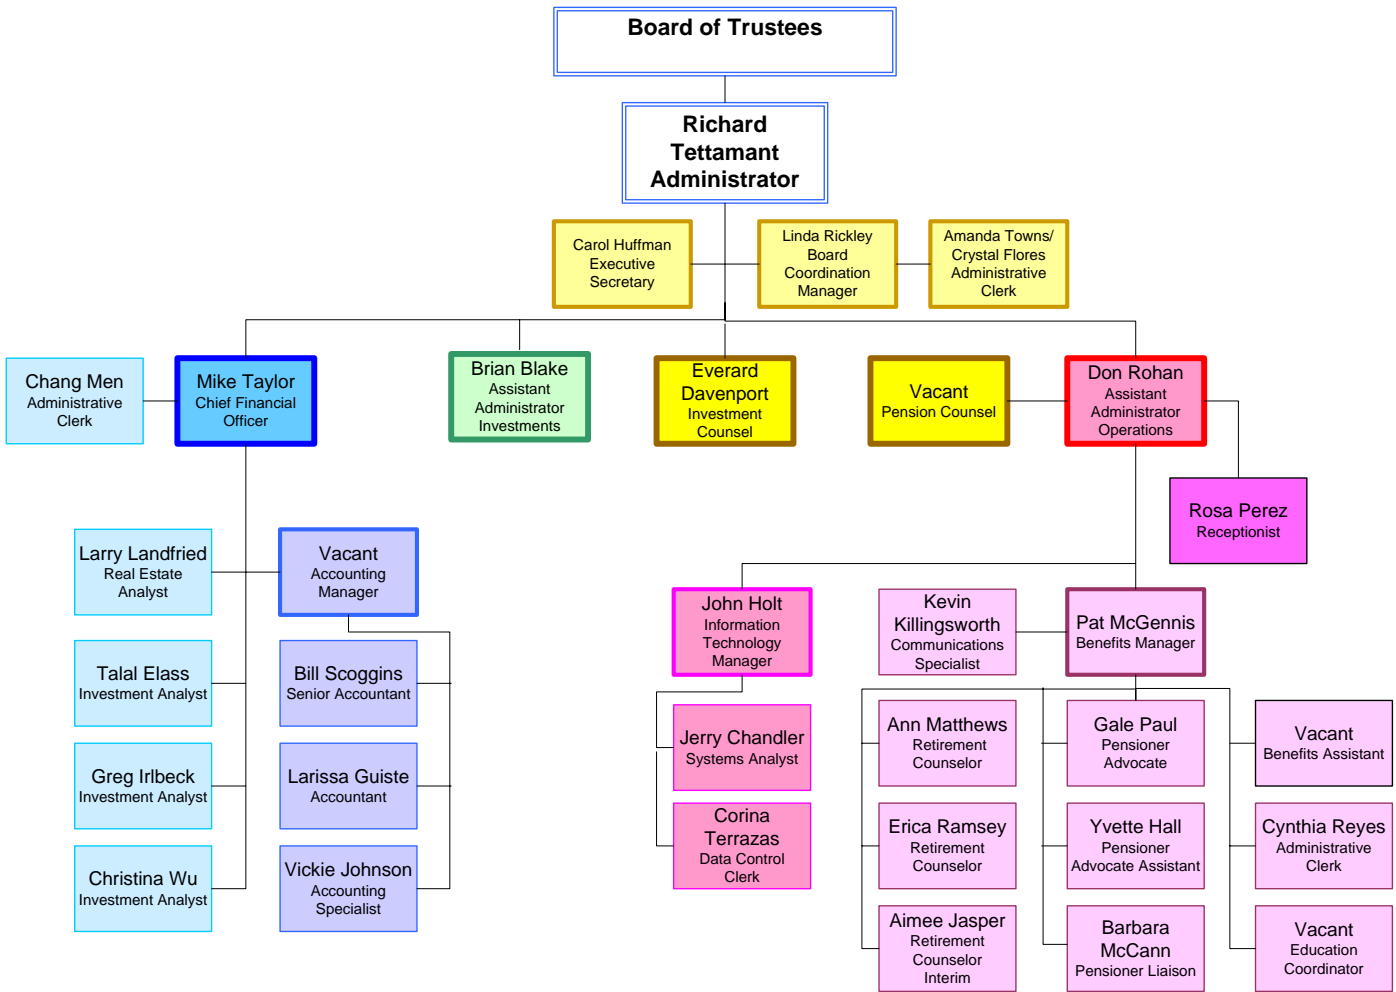 Board of Trustees
Richard
Tettamant
Administrator
Carol Huffman
Executive
Secretary
Linda Rickley
Board
Coordination
Manager
Amanda Towns/
Crystal Flores
Administrative
Clerk
Chang Men
Administrative
Clerk
Mike Taylor
Chief Financial
Officer
Brian Blake
Assistant
Administrator
Investments
Everard
Davenport
Investment
Counsel
Vacant
Pension Counsel
Don Rohan
Assistant
Administrator
Operations
Rosa Perez
Receptionist
Larry Landfried
Real Estate
Analyst
Vacant
Accounting
Manager
Talal Elass
Investment Analyst
Bill Scoggins
Senior Accountant
Greg Irlbeck
Investment Analyst
Larissa Guiste
Accountant
Christina Wu
Investment Analyst
Vickie Johnson
Accounting
Specialist
John Holt
Information
Technology
Manager
Kevin
Killingsworth
Communications
Specialist
Pat McGennis
Benefits Manager
Jerry Chandler
Systems Analyst
Corina
Terrazas
Data Control
Clerk
Ann Matthews
Retirement
Counselor
Gale Paul
Pensioner
Advocate
Vacant
Benefits Assistant
Erica Ramsey
Retirement
Counselor
Yvette Hall
Pensioner
Advocate Assistant
Cynthia Reyes
Administrative
Clerk
Aimee Jasper
Retirement
Counselor
Interim
Barbara
McCann
Pensioner Liaison
Vacant
Education
Coordinator